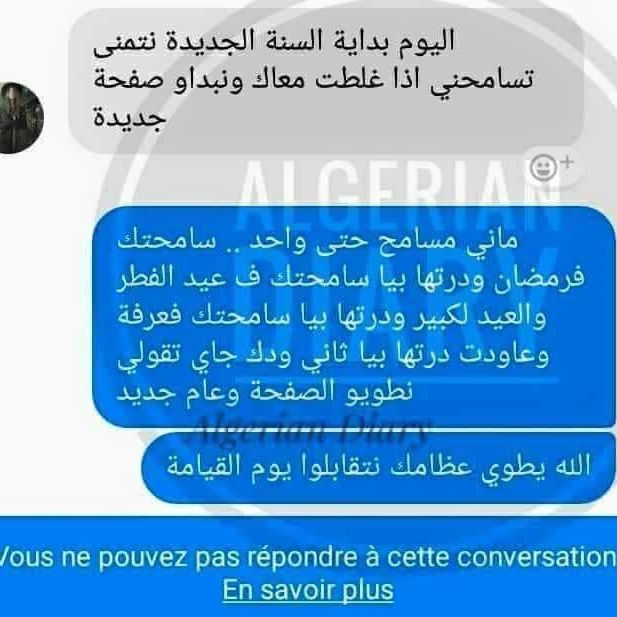 اليوم بداية السنة الجديدة نتمنى
تسامحني اذا غلطت معاك ونبداو صفحة
جديدة
ALGERIAN
DIARY
ماني مسامح حتى واحد .. سامحتك
فرمضان ودرتها بيا سامحتك ف عيد الفطر
والعيد لكبير ودرتها بيا سامحتك فعرفة
وعاودت درتها بيا ثاني ودك جاي تقولي
نطويو الصفحة وعام جديد
Algerian Diary
الله يطوي عظامك نتقابلوا يوم القيامة
Vous ne pouvez pas répondre à cette conversation
En savoir plus